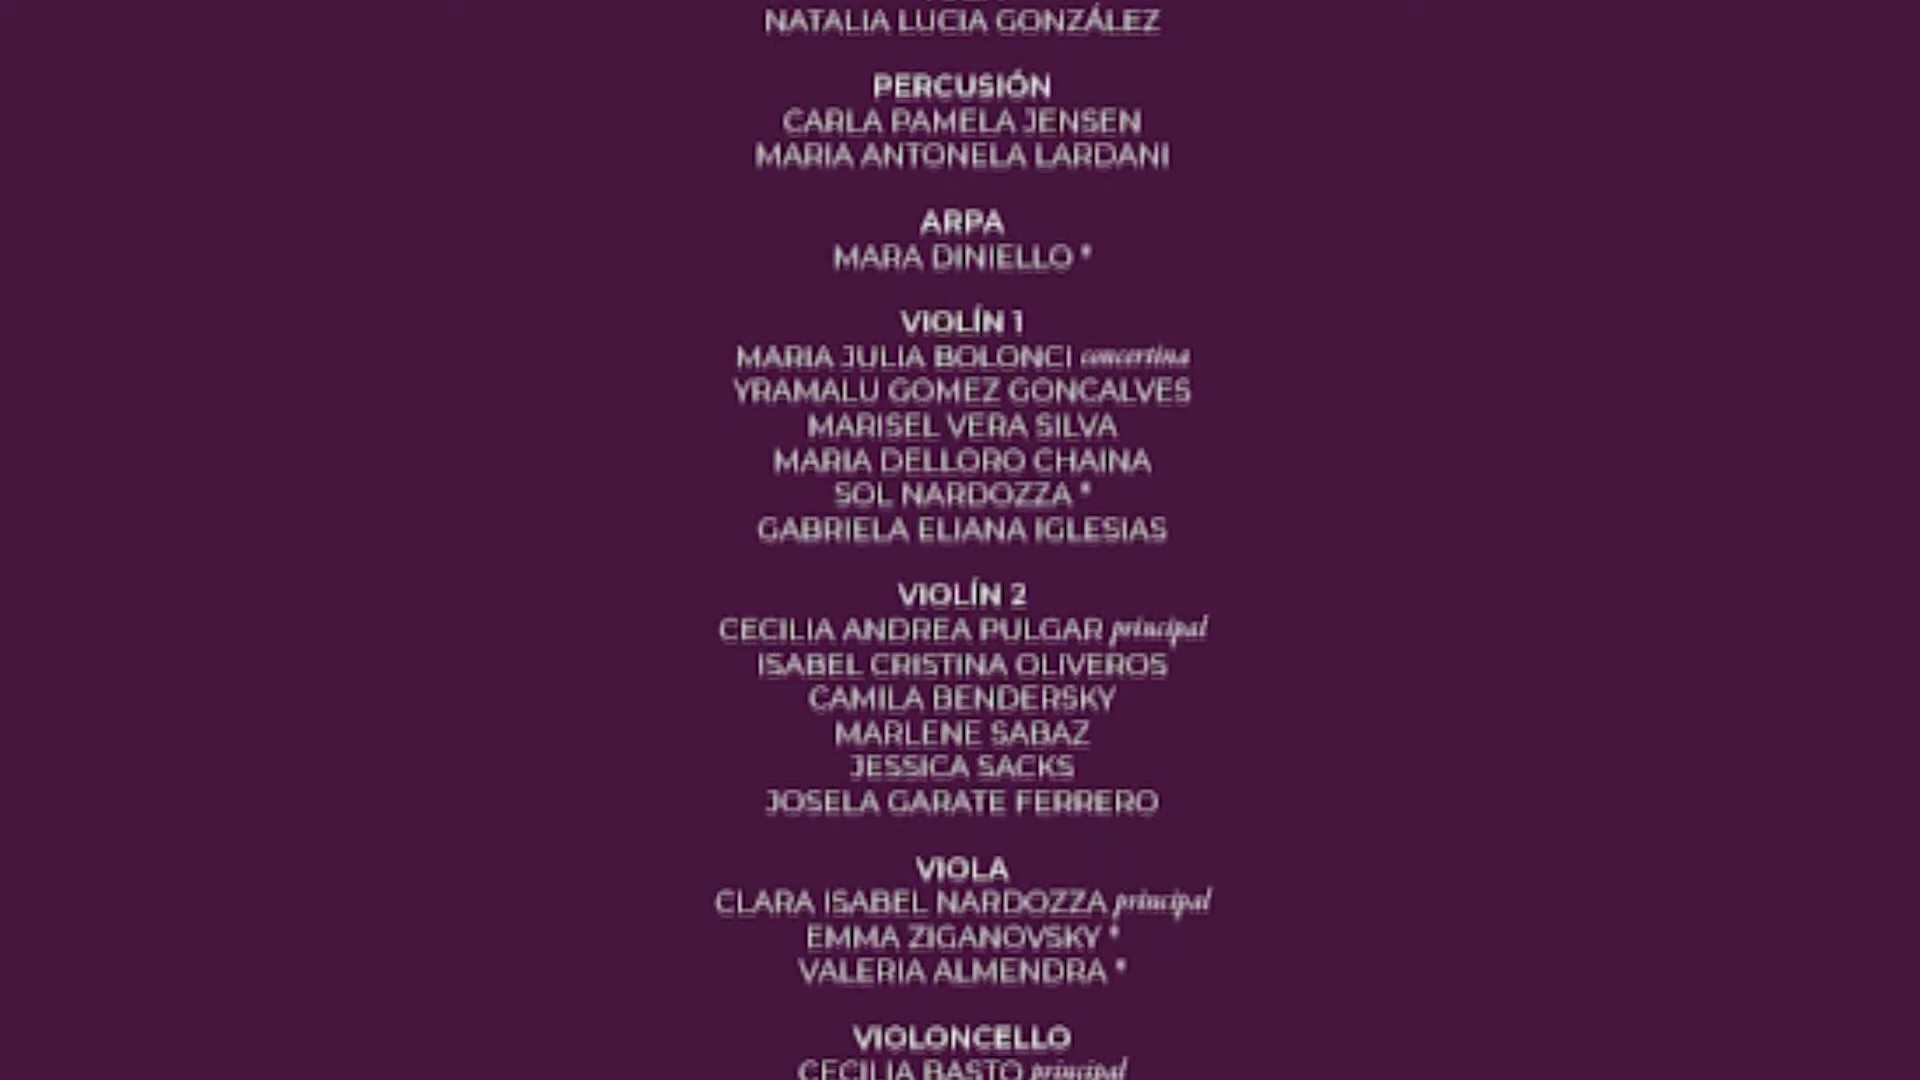 NATALIA LUCIA GONZÁLEZ
PERCUSIÓN
CARLA PAMELA JENSEN
MARIA ANTONELA LARDANI
ARPA
MARA DINIELLO *
VIOLÍN 1
MARIA JULIA BOLONCI concertina
YRAMALU GOMEZ GONCALVES
MARISEL VERA SILVA
MARIA DELLORO CHAINA
SOL NARDOZZA *
GABRIELA ELIANA IGLESIAS
VIOLÍN 2
CECILIA ANDREA PULGAR principal
ISABEL CRISTINA OLIVEROS
CAMILA BENDERSKY
MARLENE SABAZ
JESSICA SACKS
JOSELA GARATE FERRERO
VIOLA
CLARA ISABEL NARDOZZA principal
EMMA ZIGANOVSKY *
VALERIA ALMENDRA *
VIOLONCELLO
CECILIA BASTO principal